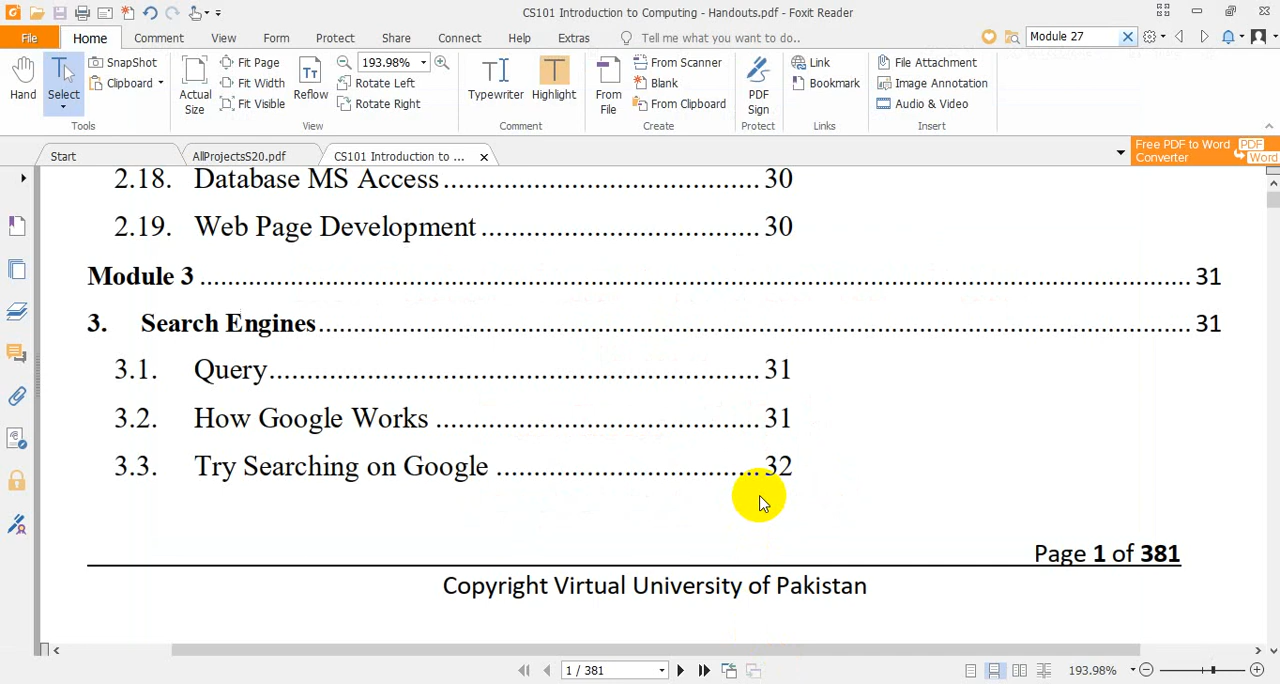 CS101 Introduction to Computing - Handouts.pdf - Foxit Reader
File Home Comment View Form Protect Share Connect Help Extras Tell me what you want to do.. Module 27
Hand
Select
SnapShot
Clipboard
Tools
Actual Size
Fit Page
Fit Width
Fit Visible
Reflow
193.98%
Rotate Left
Rotate Right
View
Typewriter
Highlight
Comment
From File
From Scanner
Blank
From Clipboard
Create
PDF Sign
Protect
Link
Bookmark
Links
File Attachment
Image Annotation
Audio & Video
Insert
Start AllProjectsS20.pdf CS101 Introduction to ...
Free PDF to Word Converter
PDF
Word
2.18. Database MS Access................................... 30
2.19. Web Page Development............................... 30
Module 3 ................................................................................ 31
3. Search Engines........................................................................ 31
3.1. Query...................................................... 31
3.2. How Google Works .................................... 31
3.3. Try Searching on Google ............................. 32
Page 1 of 381
Copyright Virtual University of Pakistan
1 / 381
193.98%